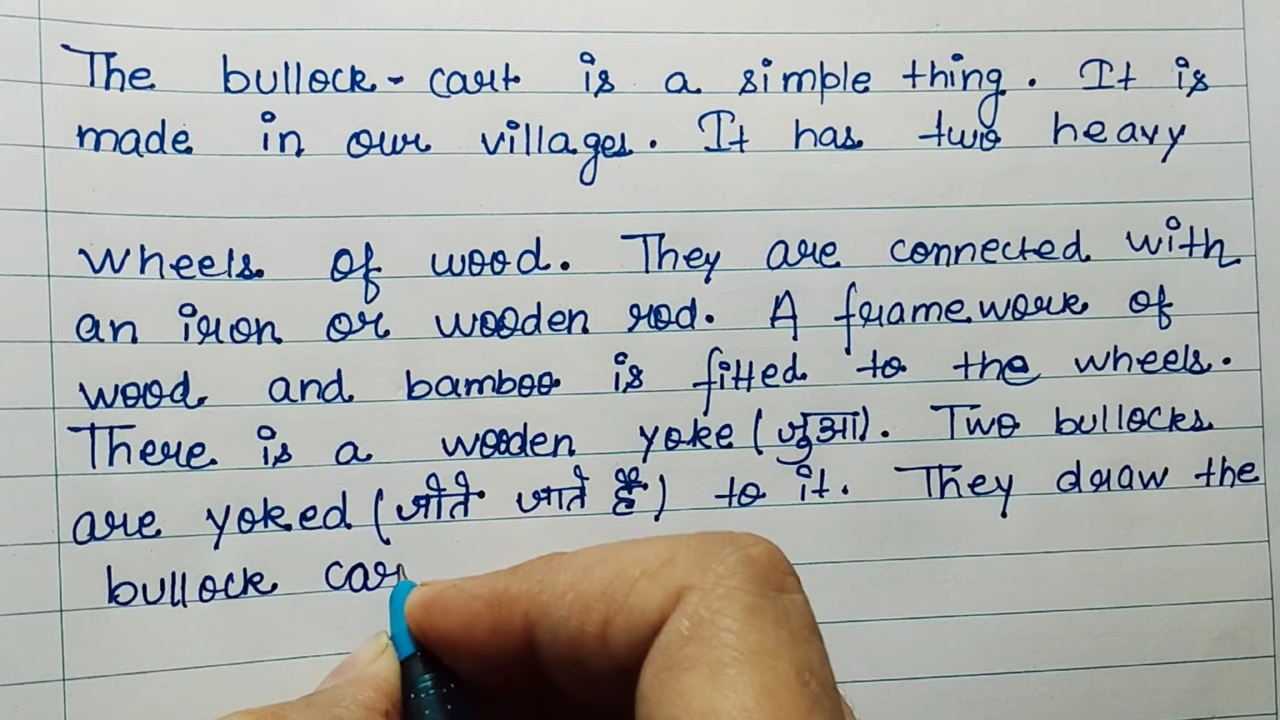 The bullock-cart is a simple thing. It is
made in our villages. It has two heavy
wheels of wood. They are connected with
an iron or wooden rod. A framework of
wood and bamboo is fitted to the wheels.
There is a wooden yoke (जुआ). Two bullocks
are yoked (जोते जाते हैं) to it. They draw the
bullock car